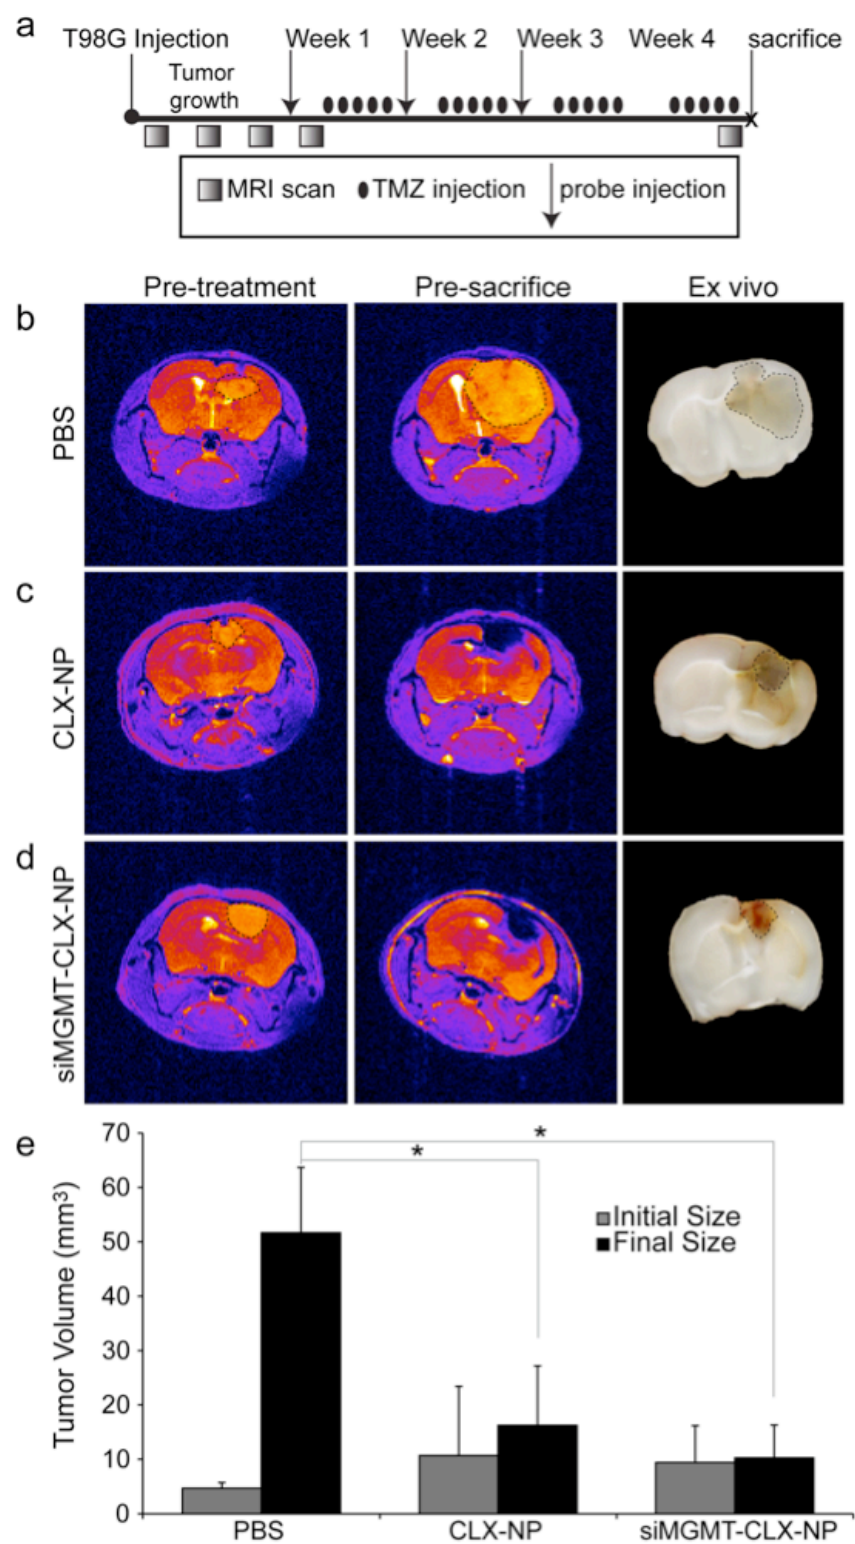 a
T98G Injection Week 1 Week 2 Week 3 Week 4 sacrifice
Tumor
growth
x
MRI scan TMZ injection probe injection
Pre-treatment Pre-sacrifice Ex vivo
b
PBS
c
CLX-NP
d
siMGMT-CLX-NP
e
Tumor Volume (mm³)
70
60
50
40
30
20
10
0
*
*
Initial Size
Final Size
PBS CLX-NP siMGMT-CLX-NP